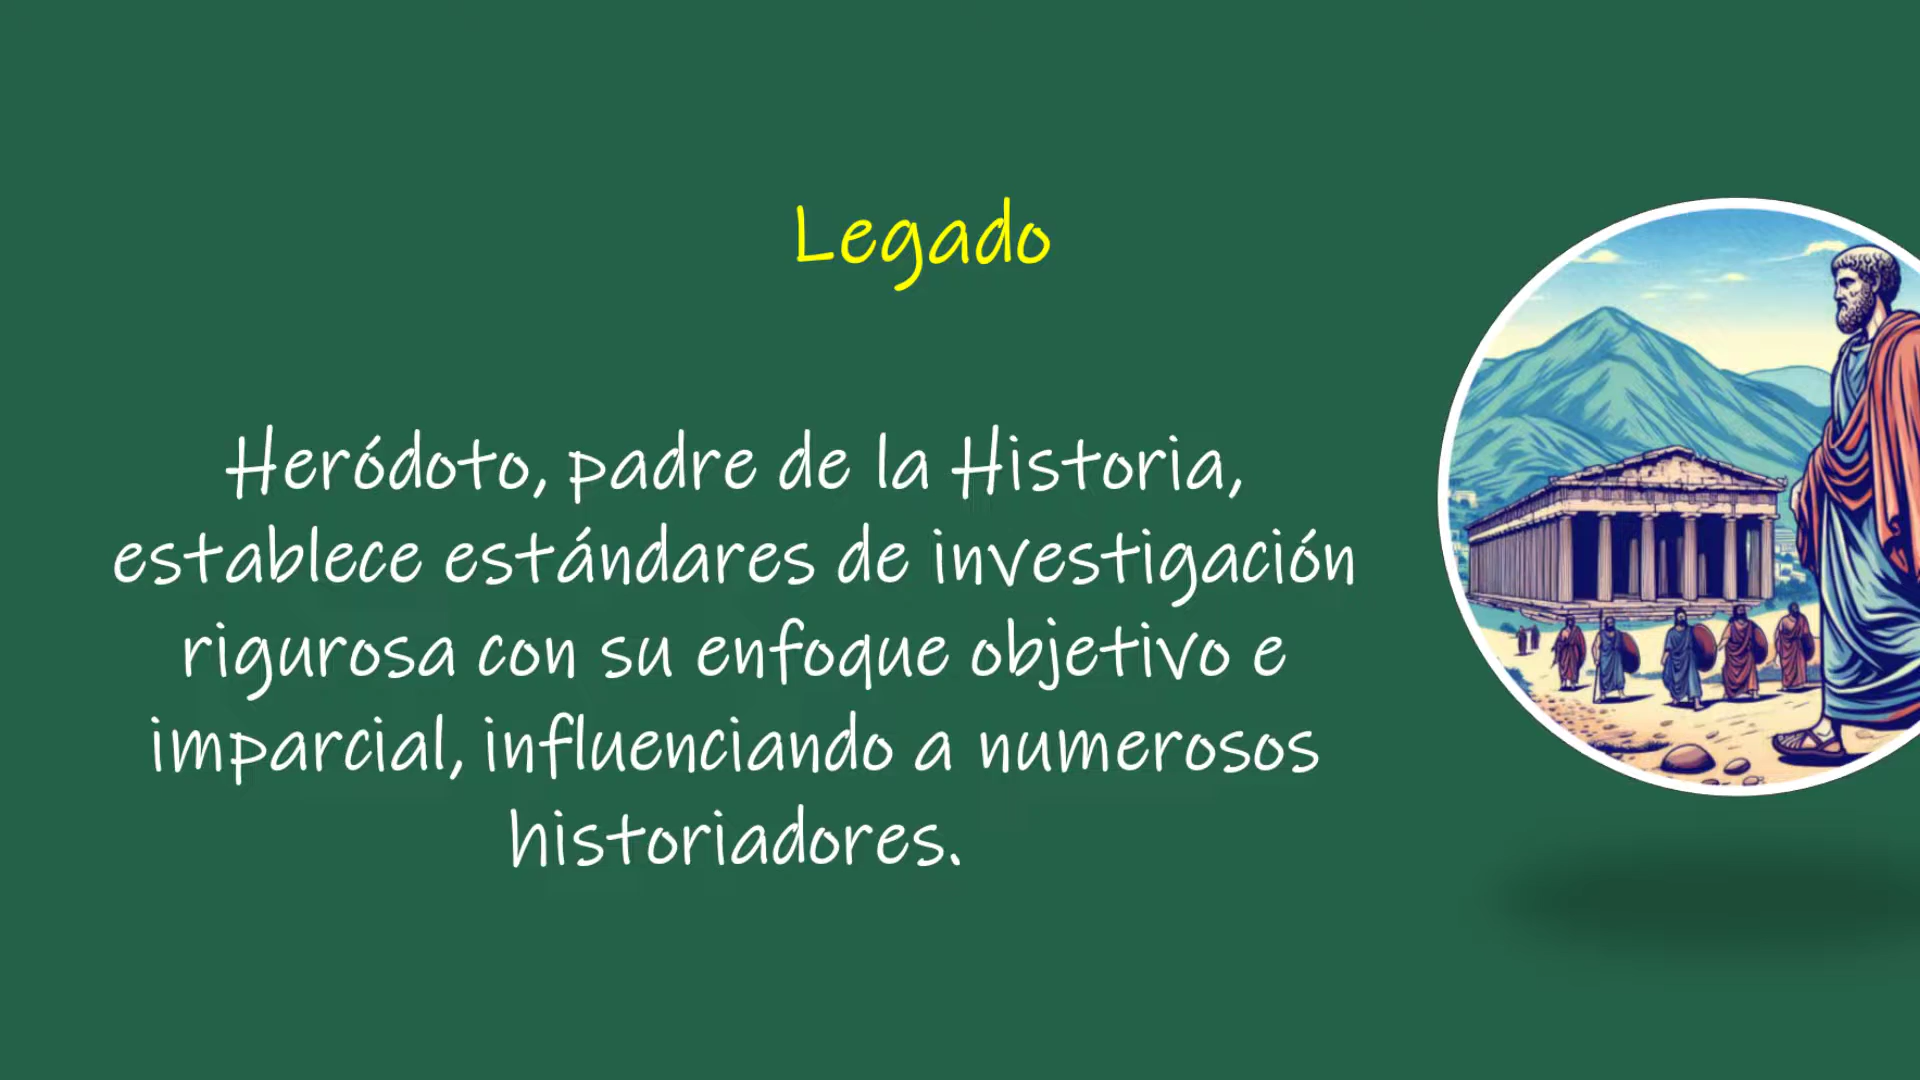 Legado
Heródoto, padre de la Historia,
establece estándares de investigación
rigurosa con su enfoque objetivo e
imparcial, influenciando a numerosos
historiadores.